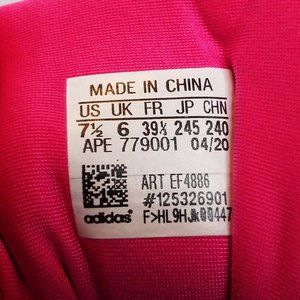 MADE IN CHINA
US UK FR JP CHN
7½ 6 39⅓ 245 240
APE 779001 04/20
ART EF4886
#125326901
adidas